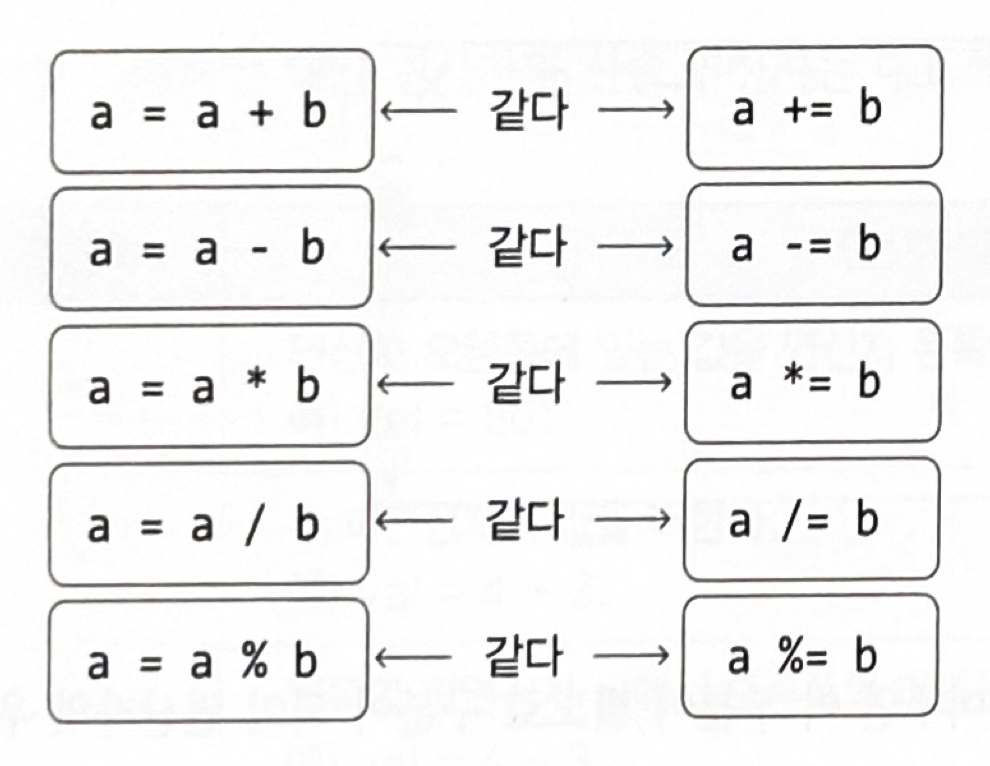 a = a + b ← 같다 → a += b
a = a - b ← 같다 → a -= b
a = a * b ← 같다 → a *= b
a = a / b ← 같다 → a /= b
a = a % b ← 같다 → a %= b